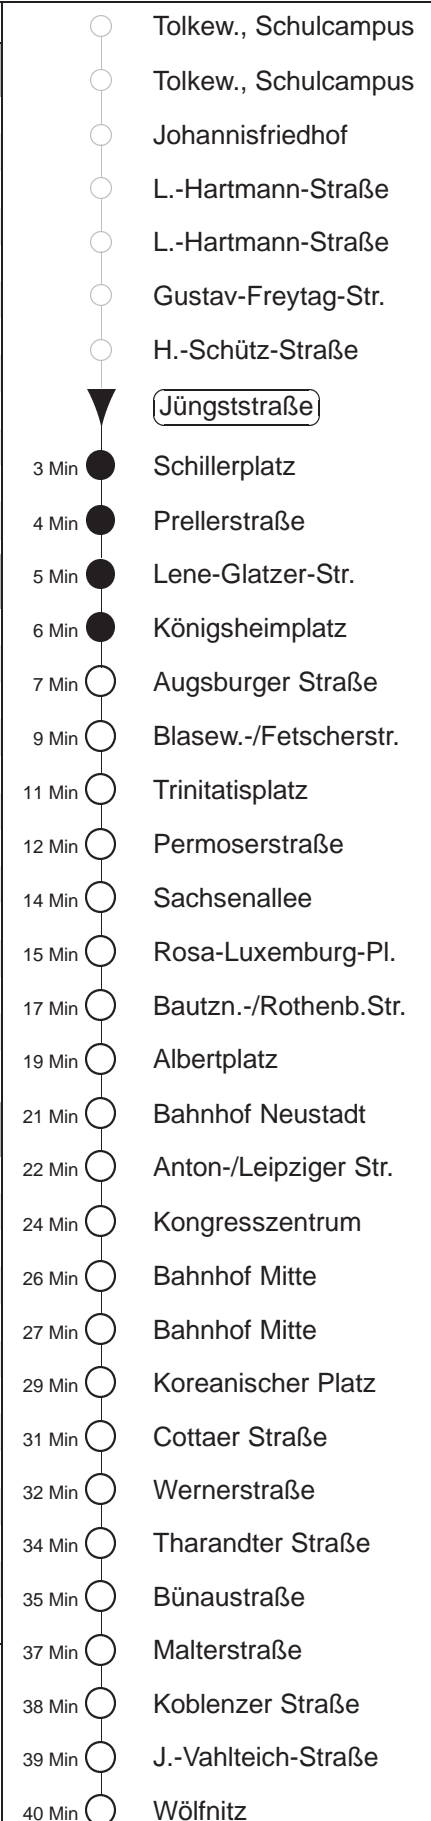 Tolkew., Schulcampus
Tolkew., Schulcampus
Johannisfriedhof
L.-Hartmann-Straße
L.-Hartmann-Straße
Gustav-Freytag-Str.
H.-Schütz-Straße
Jüngststraße
3 Min Schillerplatz
4 Min Prellerstraße
5 Min Lene-Glatzer-Str.
6 Min Königsheimplatz
7 Min Augsburger Straße
9 Min Blasew.-/Fetscherstr.
11 Min Trinitatisplatz
12 Min Permoserstraße
14 Min Sachsenallee
15 Min Rosa-Luxemburg-Pl.
17 Min Bautzn.-/Rothenb.Str.
19 Min Albertplatz
21 Min Bahnhof Neustadt
22 Min Anton-/Leipziger Str.
24 Min Kongresszentrum
26 Min Bahnhof Mitte
27 Min Bahnhof Mitte
29 Min Koreanischer Platz
31 Min Cottaer Straße
32 Min Wernerstraße
34 Min Tharandter Straße
35 Min Bünaustraße
37 Min Malterstraße
38 Min Koblenzer Straße
39 Min J.-Vahlteich-Straße
40 Min Wölfnitz